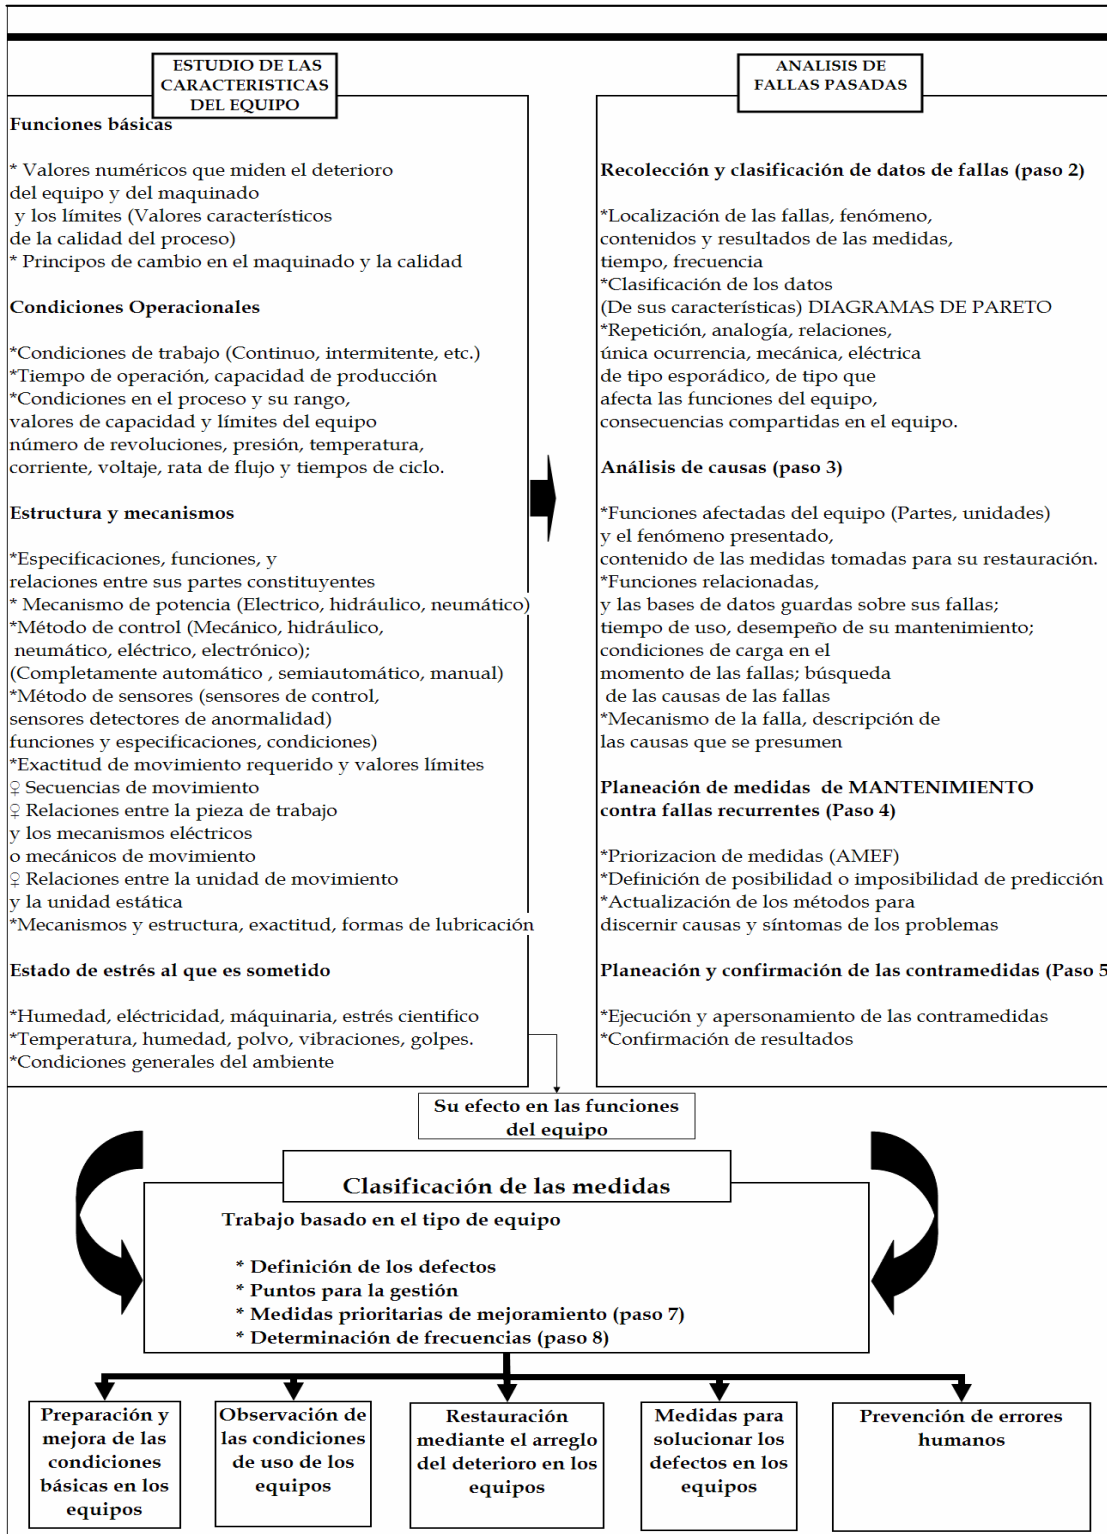 ESTUDIO DE LAS
CARACTERISTICAS
DEL EQUIPO
Funciones básicas
* Valores numéricos que miden el deterioro
del equipo y del maquinado
y los límites (Valores característicos
de la calidad del proceso)
* Principos de cambio en el maquinado y la calidad
Condiciones Operacionales
*Condiciones de trabajo (Continuo, intermitente, etc.)
*Tiempo de operación, capacidad de producción
*Condiciones en el proceso y su rango,
valores de capacidad y límites del equipo
número de revoluciones, presión, temperatura,
corriente, voltaje, rata de flujo y tiempos de ciclo.
Estructura y mecanismos
*Especificaciones, funciones, y
relaciones entre sus partes constituyentes
* Mecanismo de potencia (Electrico, hidráulico, neumático)
*Método de control (Mecánico, hidráulico,
neumático, eléctrico, electrónico);
(Completamente automático , semiautomático, manual)
*Método de sensores (sensores de control,
sensores detectores de anormalidad)
funciones y especificaciones, condiciones)
*Exactitud de movimiento requerido y valores límites
♀ Secuencias de movimiento
♀ Relaciones entre la pieza de trabajo
y los mecanismos eléctricos
o mecánicos de movimiento
♀ Relaciones entre la unidad de movimiento
y la unidad estática
*Mecanismos y estructura, exactitud, formas de lubricación
Estado de estrés al que es sometido
*Humedad, eléctricidad, máquinaria, estrés cientifico
*Temperatura, humedad, polvo, vibraciones, golpes.
*Condiciones generales del ambiente
ANALISIS DE
FALLAS PASADAS
Recolección y clasificación de datos de fallas (paso 2)
*Localización de las fallas, fenómeno,
contenidos y resultados de las medidas,
tiempo, frecuencia
*Clasificación de los datos
(De sus características) DIAGRAMAS DE PARETO
*Repetición, analogía, relaciones,
única ocurrencia, mecánica, eléctrica
de tipo esporádico, de tipo que
afecta las funciones del equipo,
consecuencias compartidas en el equipo.
Análisis de causas (paso 3)
*Funciones afectadas del equipo (Partes, unidades)
y el fenómeno presentado,
contenido de las medidas tomadas para su restauración.
*Funciones relacionadas,
y las bases de datos guardas sobre sus fallas;
tiempo de uso, desempeño de su mantenimiento;
condiciones de carga en el
momento de las fallas; búsqueda
de las causas de las fallas
*Mecanismo de la falla, descripción de
las causas que se presumen
Planeación de medidas de MANTENIMIENTO
contra fallas recurrentes (Paso 4)
*Priorizacion de medidas (AMEF)
*Definición de posibilidad o imposibilidad de predicción
*Actualización de los métodos para
discernir causas y síntomas de los problemas
Planeación y confirmación de las contramedidas (Paso 5
*Ejecución y apersonamiento de las contramedidas
*Confirmación de resultados
Su efecto en las funciones
del equipo
Clasificación de las medidas
Trabajo basado en el tipo de equipo
* Definición de los defectos
* Puntos para la gestión
* Medidas prioritarias de mejoramiento (paso 7)
* Determinación de frecuencias (paso 8)
Preparación y
mejora de las
condiciones
básicas en los
equipos
Observación de
las condiciones
de uso de los
equipos
Restauración
mediante el arreglo
del deterioro en los
equipos
Medidas para
solucionar los
defectos en los
equipos
Prevención de errores
humanos